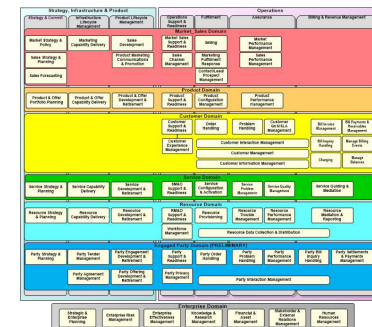 Strategy, Infrastructure & Product
Operations
Strategy & Commit
Infrastructure Lifecycle Management
Product Lifecycle Management
Operations Support & Readiness
Fulfillment
Assurance
Billing & Revenue Management
Market_Sales Domain
Market Strategy & Policy
Marketing Capability Delivery
Sales Development
Market Sales Support & Readiness
Selling
Market Performance Management
Sales Strategy & Planning
Product Marketing Communications & Promotion
Sales Channel Management
Marketing Fulfillment Response
Sales Performance Management
Sales Forecasting
Contact/Lead/Prospect Management
Product Domain
Product & Offer Portfolio Planning
Product & Offer Capability Delivery
Product & Offer Development & Retirement
Product Support & Readiness
Product Configuration Management
Product Performance Management
Customer Domain
Customer Support & Readiness
Order Handling
Problem Handling
Customer QoS/SLA Management
Bill Invoice Management
Bill Payments & Receivables Management
Customer Experience Management
Customer Interaction Management
Bill Inquiry Handling
Manage Billing Events
Customer Management
Customer Information Management
Charging
Manage Balances
Service Domain
Service Strategy & Planning
Service Capability Delivery
Service Development & Retirement
SM&O Support & Readiness
Service Configuration & Activation
Service Problem Management
Service Quality Management
Service Guiding & Mediation
Resource Domain
Resource Strategy & Planning
Resource Capability Delivery
Resource Development & Retirement
RM&O Support & Readiness
Resource Provisioning
Resource Trouble Management
Resource Performance Management
Resource Mediation & Reporting
Workforce Management
Resource Data Collection & Distribution
Engaged Party Domain (PRELIMINARY)
Party Strategy & Planning
Party Tender Management
Party Engagement Development & Retirement
Party Support & Readiness
Party Order Handling
Party Problem Handling
Party Performance Management
Party Bill Inquiry Handling
Party Settlements & Payments Management
Party Agreement Management
Party Offering Development & Retirement
Party Privacy Management
Party Interaction Management
Enterprise Domain
Strategic & Enterprise Planning
Enterprise Risk Management
Enterprise Effectiveness Management
Knowledge & Research Management
Financial & Asset Management
Stakeholder & External Relations Management
Human Resources Management